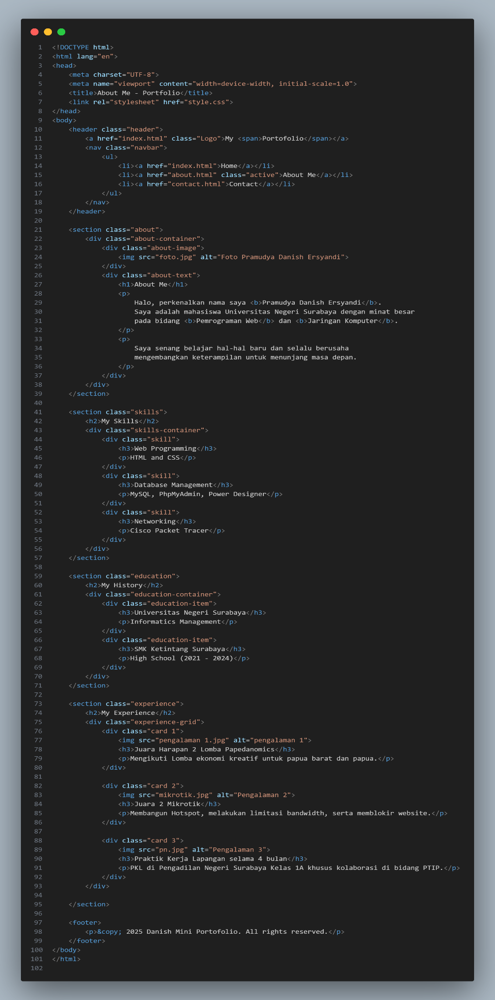 1 <!DOCTYPE html>
2 <html lang="en">
3 <head>
4     <meta charset="UTF-8">
5     <meta name="viewport" content="width=device-width, initial-scale=1.0">
6     <title>About Me - Portfolio</title>
7     <link rel="stylesheet" href="style.css">
8 </head>
9 <body>
10     <header class="header">
11         <a href="index.html" class="Logo">My <span>Portofolio</span></a>
12         <nav class="navbar">
13             <ul>
14                 <li><a href="index.html">Home</a></li>
15                 <li><a href="about.html" class="active">About Me</a></li>
16                 <li><a href="contact.html">Contact</a></li>
17             </ul>
18         </nav>
19     </header>
20
21     <section class="about">
22         <div class="about-container">
23             <div class="about-image">
24                 <img src="foto.jpg" alt="Foto Pramudya Danish Ersyandi">
25             </div>
26             <div class="about-text">
27                 <h1>About Me</h1>
28                 <p>
29                     Halo, perkenalkan nama saya <b>Pramudya Danish Ersyandi</b>.
30                     Saya adalah mahasiswa Universitas Negeri Surabaya dengan minat besar
31                     pada bidang <b>Pemrograman Web</b> dan <b>Jaringan Komputer</b>.
32                 </p>
33                 <p>
34                     Saya senang belajar hal-hal baru dan selalu berusaha
35                     mengembangkan keterampilan untuk menunjang masa depan.
36                 </p>
37             </div>
38         </div>
39     </section>
40
41     <section class="skills">
42         <h2>My Skills</h2>
43         <div class="skills-container">
44             <div class="skill">
45                 <h3>Web Programming</h3>
46                 <p>HTML and CSS</p>
47             </div>
48             <div class="skill">
49                 <h3>Database Management</h3>
50                 <p>MySQL, PhpMyAdmin, Power Designer</p>
51             </div>
52             <div class="skill">
53                 <h3>Networking</h3>
54                 <p>Cisco Packet Tracer</p>
55             </div>
56         </div>
57     </section>
58
59     <section class="education">
60         <h2>My History</h2>
61         <div class="education-container">
62             <div class="education-item">
63                 <h3>Universitas Negeri Surabaya</h3>
64                 <p>Informatics Management</p>
65             </div>
66             <div class="education-item">
67                 <h3>SMK Ketintang Surabaya</h3>
68                 <p>High School (2021 - 2024)</p>
69             </div>
70         </div>
71     </section>
72
73     <section class="experience">
74         <h2>My Experience</h2>
75         <div class="experience-grid">
76             <div class="card 1">
77                 <img src="pengalaman 1.jpg" alt="pengalaman 1">
78                 <h3>Juara Harapan 2 Lomba Papedanomics</h3>
79                 <p>Mengikuti Lomba ekonomi kreatif untuk papua barat dan papua.</p>
80             </div>
81
82             <div class="card 2">
83                 <img src="mikrotik.jpg" alt="Pengalaman 2">
84                 <h3>Juara 2 Mikrotik</h3>
85                 <p>Membangun Hotspot, melakukan limitasi bandwidth, serta memblokir website.</p>
86             </div>
87
88             <div class="card 3">
89                 <img src="pn.jpg" alt="Pengalaman 3">
90                 <h3>Praktik Kerja Lapangan selama 4 bulan</h3>
91                 <p>PKL di Pengadilan Negeri Surabaya Kelas 1A khusus kolaborasi di bidang PTIP.</p>
92             </div>
93         </div>
94
95     </section>
96
97     <footer>
98         <p>&copy; 2025 Danish Mini Portofolio. All rights reserved.</p>
99     </footer>
100 </body>
101 </html>
102